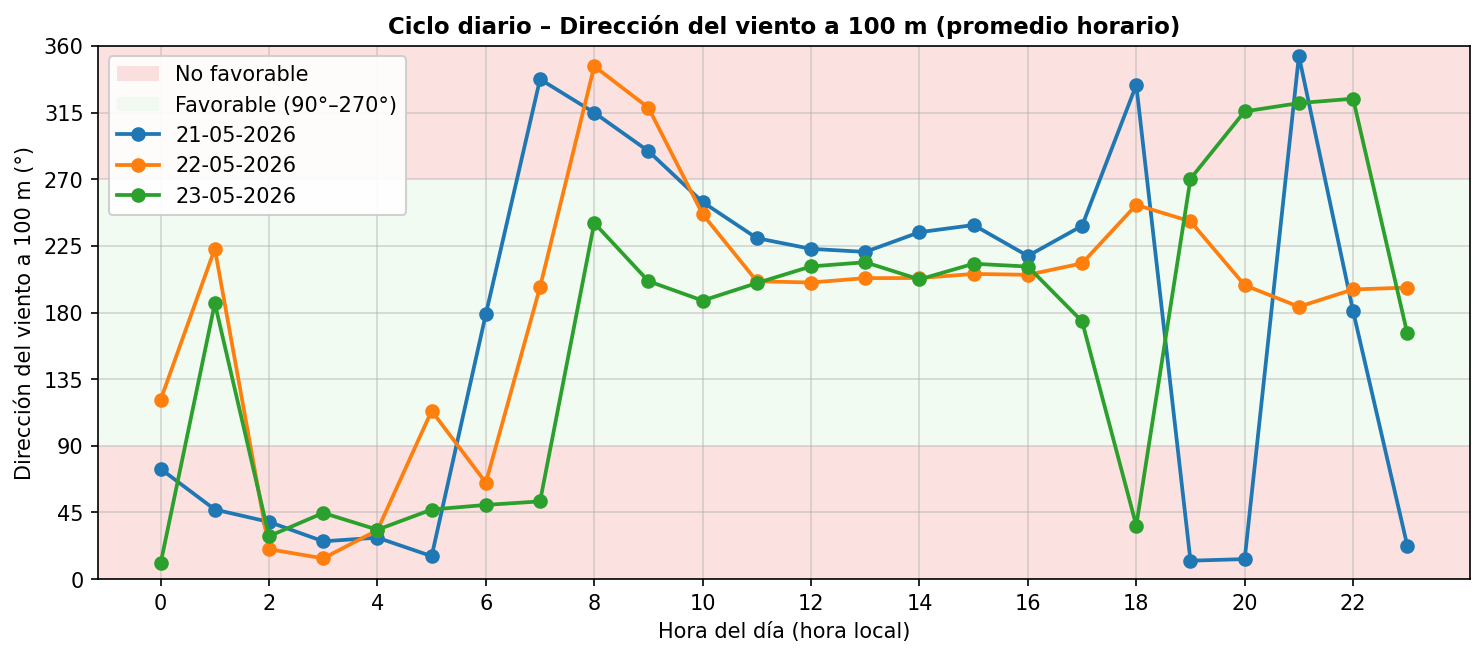 Ciclo diario – Dirección del viento a 100 m (promedio horario)
Dirección del viento a 100 m (°)
360
315
270
225
180
135
90
45
0
No favorable
Favorable (90°–270°)
21-05-2026
22-05-2026
23-05-2026
0 2 4 6 8 10 12 14 16 18 20 22
Hora del día (hora local)